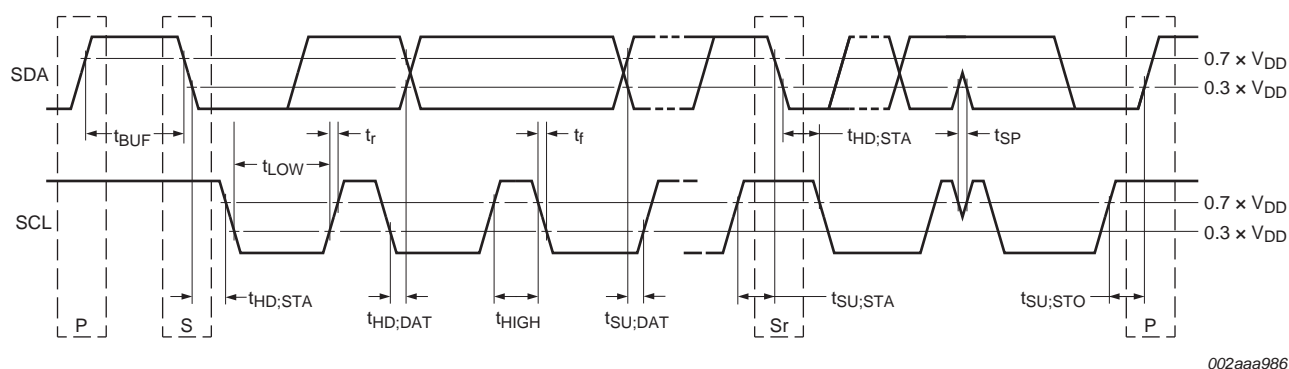 SDA
0.7 × VDD
0.3 × VDD
tBUF
tLOW
tr
tf
tHD;STA
tSP
SCL
0.7 × VDD
0.3 × VDD
tHD;STA
tHD;DAT
tHIGH
tSU;DAT
tSU;STA
tSU;STO
P
S
Sr
P
002aaa986